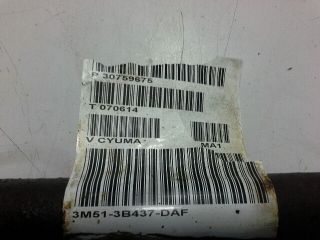 P 30759675
T 070614
V CYUMA MA1
3M51-3B437-DAF